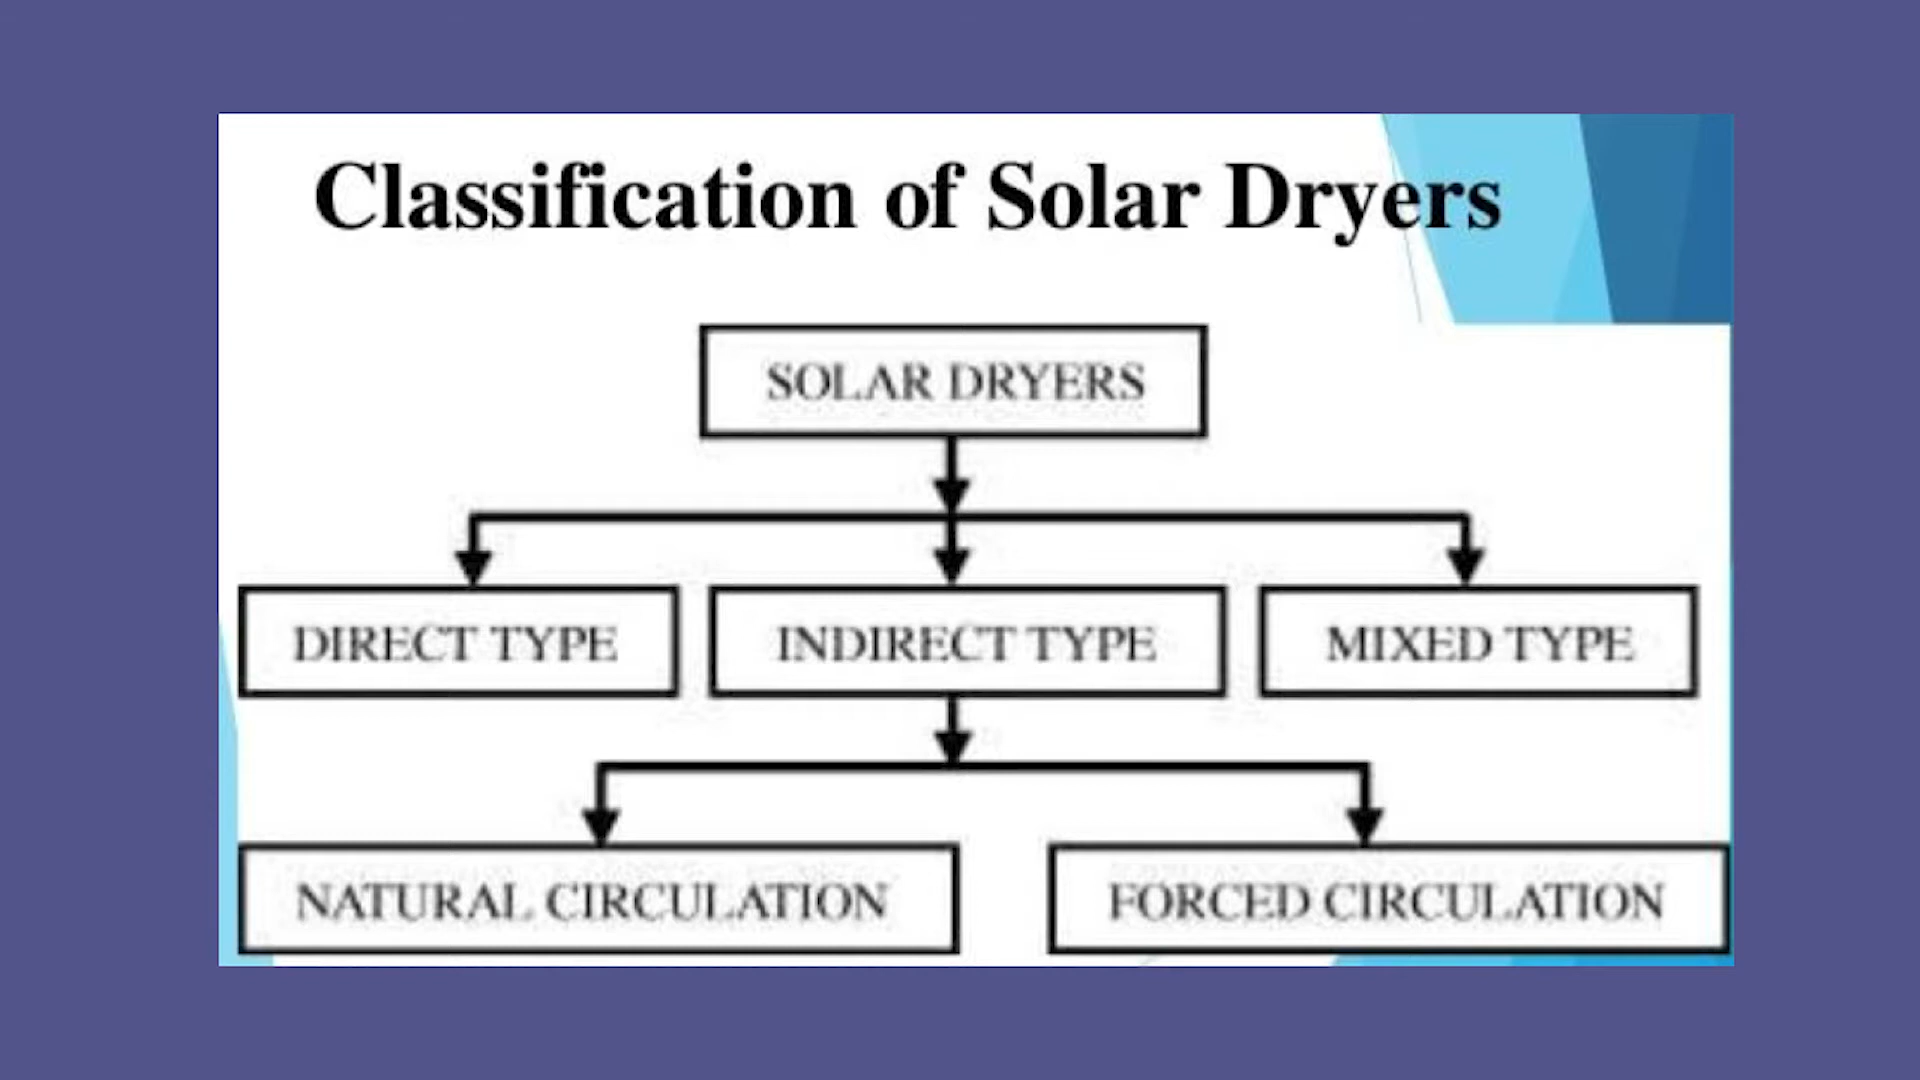 Classification of Solar Dryers
SOLAR DRYERS
DIRECT TYPE
INDIRECT TYPE
MIXED TYPE
NATURAL CIRCULATION
FORCED CIRCULATION